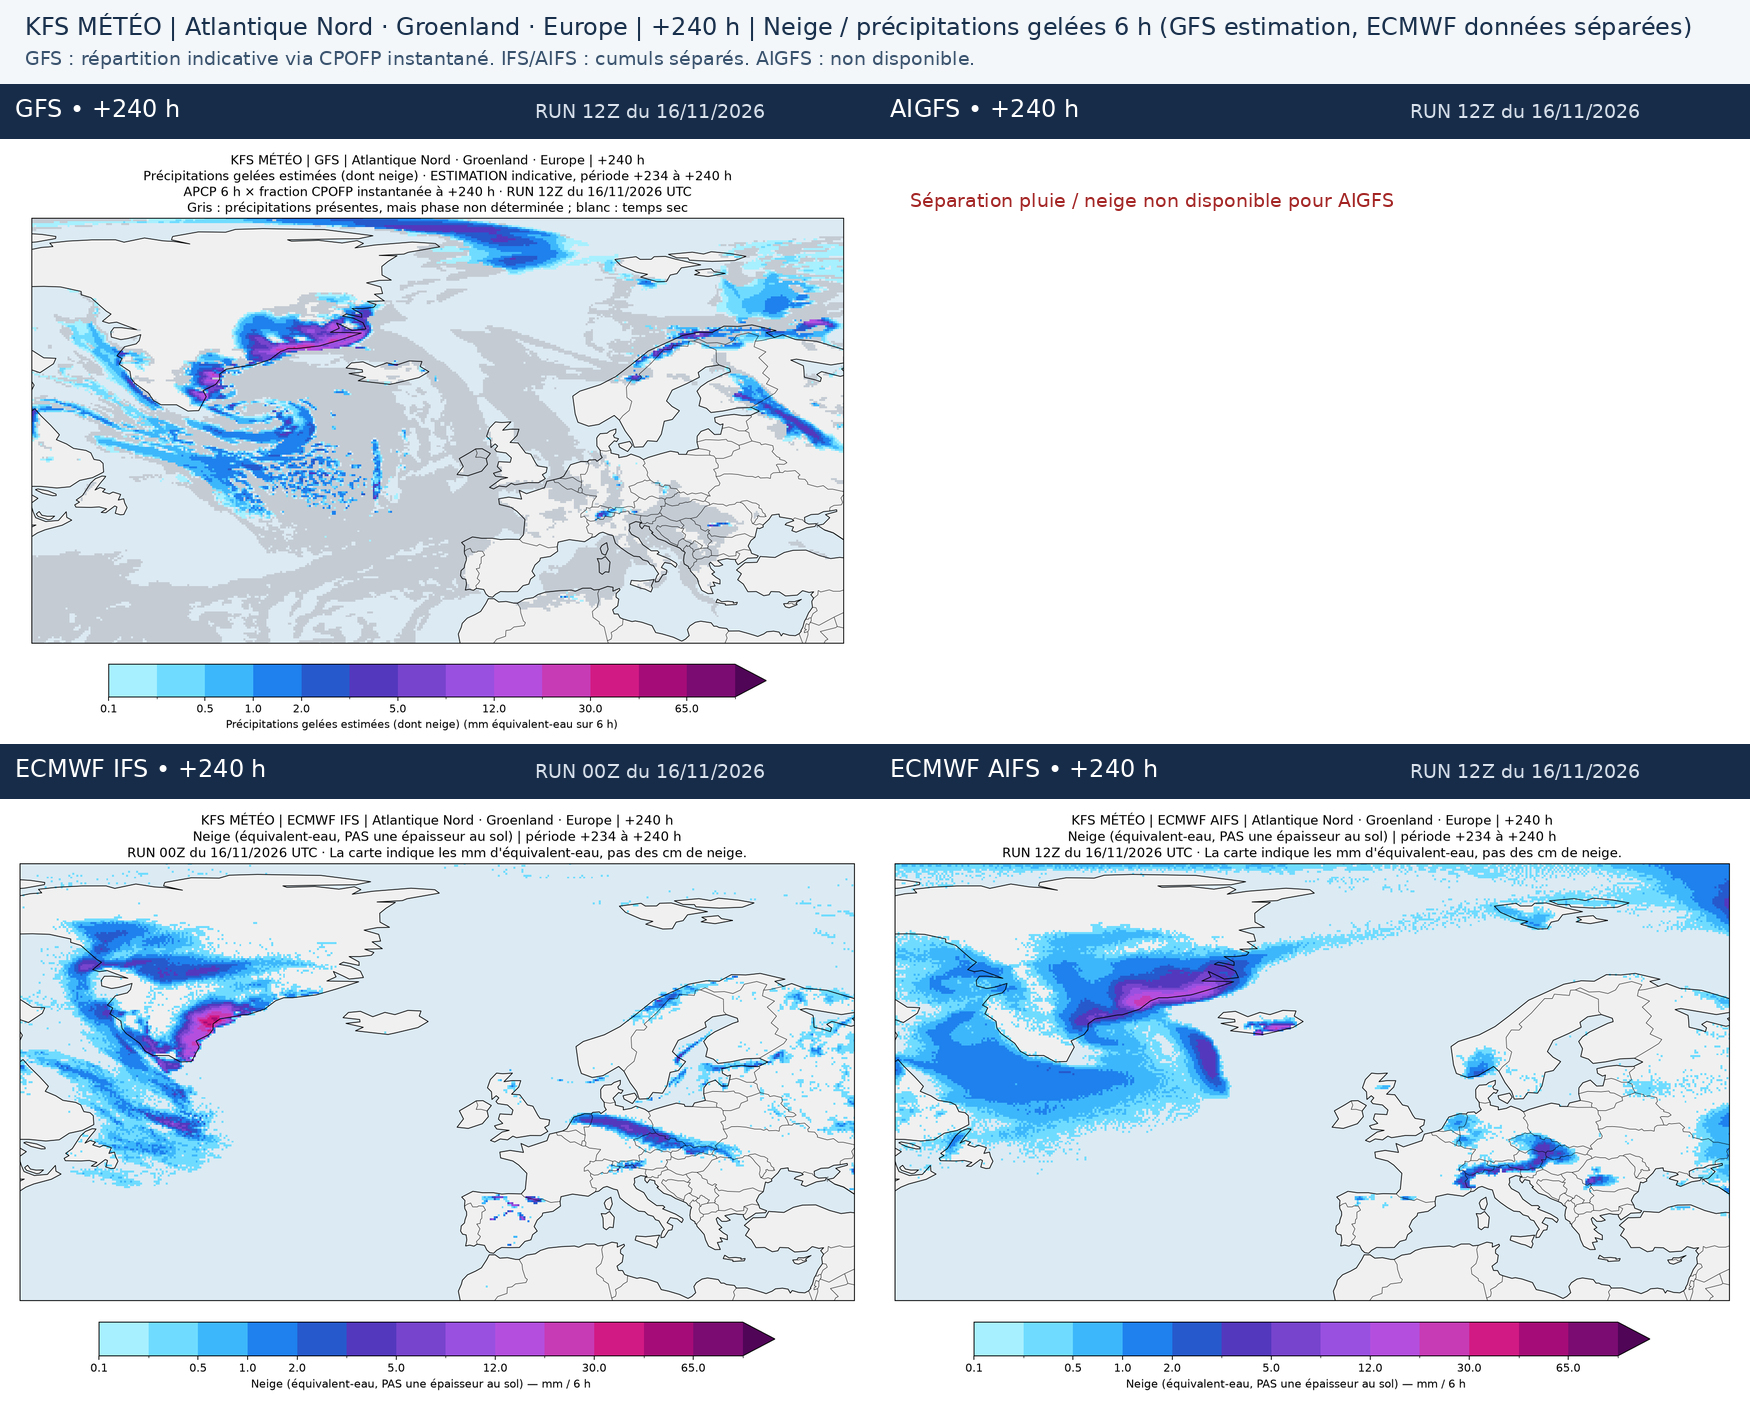 KFS MÉTÉO | Atlantique Nord · Groenland · Europe | +240 h | Neige / précipitations gelées 6 h (GFS estimation, ECMWF données séparées)
GFS : répartition indicative via CPOFP instantané. IFS/AIFS : cumuls séparés. AIGFS : non disponible.
GFS • +240 h
RUN 12Z du 16/11/2026
AIGFS • +240 h
RUN 12Z du 16/11/2026
KFS MÉTÉO | GFS | Atlantique Nord · Groenland · Europe | +240 h
Précipitations gelées estimées (dont neige) · ESTIMATION indicative, période +234 à +240 h
APCP 6 h × fraction CPOFP instantanée à +240 h · RUN 12Z du 16/11/2026 UTC
Gris : précipitations présentes, mais phase non déterminée ; blanc : temps sec
Séparation pluie / neige non disponible pour AIGFS
0.1 0.5 1.0 2.0 5.0 12.0 30.0 65.0
Précipitations gelées estimées (dont neige) (mm équivalent-eau sur 6 h)
ECMWF IFS • +240 h
RUN 00Z du 16/11/2026
ECMWF AIFS • +240 h
RUN 12Z du 16/11/2026
KFS MÉTÉO | ECMWF IFS | Atlantique Nord · Groenland · Europe | +240 h
Neige (équivalent-eau, PAS une épaisseur au sol) | période +234 à +240 h
RUN 00Z du 16/11/2026 UTC · La carte indique les mm d'équivalent-eau, pas des cm de neige.
KFS MÉTÉO | ECMWF AIFS | Atlantique Nord · Groenland · Europe | +240 h
Neige (équivalent-eau, PAS une épaisseur au sol) | période +234 à +240 h
RUN 12Z du 16/11/2026 UTC · La carte indique les mm d'équivalent-eau, pas des cm de neige.
0.1 0.5 1.0 2.0 5.0 12.0 30.0 65.0
Neige (équivalent-eau, PAS une épaisseur au sol) — mm / 6 h
0.1 0.5 1.0 2.0 5.0 12.0 30.0 65.0
Neige (équivalent-eau, PAS une épaisseur au sol) — mm / 6 h